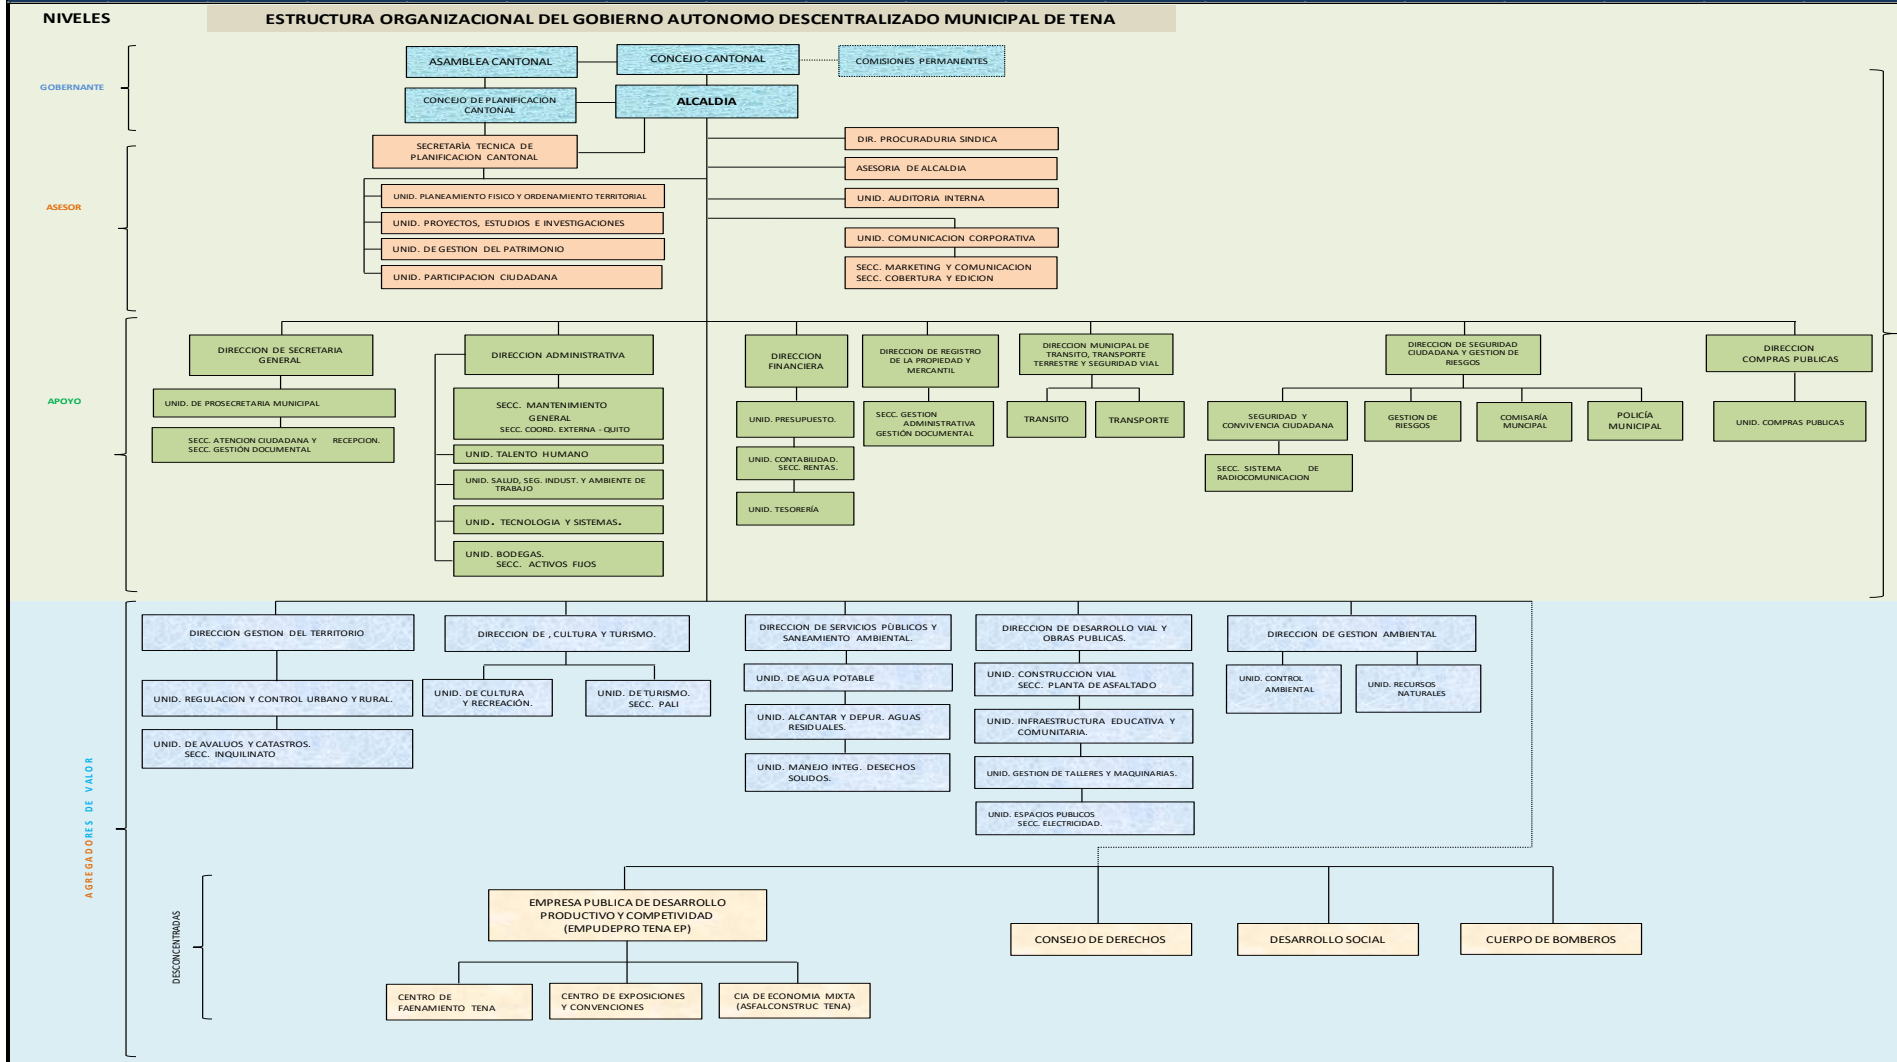 NIVELES
ESTRUCTURA ORGANIZACIONAL DEL GOBIERNO AUTONOMO DESCENTRALIZADO MUNICIPAL DE TENA
GOBERNANTE
ASAMBLEA CANTONAL
CONCEJO CANTONAL
COMISIONES PERMANENTES
CONCEJO DE PLANIFICACION
CANTONAL
ALCALDIA
ASESOR
SECRETARÌA TECNICA DE
PLANIFICACION CANTONAL
UNID. PLANEAMIENTO FISICO Y ORDENAMIENTO TERRITORIAL
UNID. PROYECTOS, ESTUDIOS E INVESTIGACIONES
UNID. DE GESTION DEL PATRIMONIO
UNID. PARTICIPACION CIUDADANA
DIR. PROCURADURIA SINDICA
ASESORIA DE ALCALDIA
UNID. AUDITORIA INTERNA
UNID. COMUNICACION CORPORATIVA
SECC. MARKETING Y COMUNICACION
SECC. COBERTURA Y EDICION
APOYO
DIRECCION DE SECRETARIA
GENERAL
UNID. DE PROSECRETARIA MUNICIPAL
SECC. ATENCION CIUDADANA Y RECEPCION.
SECC. GESTIÓN DOCUMENTAL
DIRECCION ADMINISTRATIVA
SECC. MANTENIMIENTO
GENERAL
SECC. COORD. EXTERNA - QUITO
UNID. TALENTO HUMANO
UNID. SALUD, SEG. INDUST. Y AMBIENTE DE
TRABAJO
UNID. TECNOLOGIA Y SISTEMAS.
UNID. BODEGAS.
SECC. ACTIVOS FIJOS
DIRECCION
FINANCIERA
UNID. PRESUPUESTO.
UNID. CONTABILIDAD.
SECC. RENTAS.
UNID. TESORERÍA
DIRECCION DE REGISTRO
DE LA PROPIEDAD Y
MERCANTIL
SECC. GESTION
ADMINISTRATIVA
GESTIÓN DOCUMENTAL
DIRECCION MUNICIPAL DE
TRANSITO, TRANSPORTE
TERRESTRE Y SEGURIDAD VIAL
TRANSITO
TRANSPORTE
DIRECCION DE SEGURIDAD
CIUDADANA Y GESTION DE
RIESGOS
SEGURIDAD Y
CONVIVENCIA CIUDADANA
SECC. SISTEMA DE
RADIOCOMUNICACION
GESTION DE
RIESGOS
COMISARÍA
MUNCIPAL
POLICÍA
MUNICIPAL
DIRECCION
COMPRAS PUBLICAS
UNID. COMPRAS PUBLICAS
AGREGADORES DE VALOR
DIRECCION GESTION DEL TERRITORIO
UNID. REGULACION Y CONTROL URBANO Y RURAL.
UNID. DE AVALUOS Y CATASTROS.
SECC. INQUILINATO
DIRECCION DE , CULTURA Y TURISMO.
UNID. DE CULTURA
Y RECREACIÓN.
UNID. DE TURISMO.
SECC. PALI
DIRECCION DE SERVICIOS PÙBLICOS Y
SANEAMIENTO AMBIENTAL.
UNID. DE AGUA POTABLE
UNID. ALCANTAR Y DEPUR. AGUAS
RESIDUALES.
UNID. MANEJO INTEG. DESECHOS
SOLIDOS.
DIRECCION DE DESARROLLO VIAL Y
OBRAS PUBLICAS.
UNID. CONSTRUCCION VIAL
SECC. PLANTA DE ASFALTADO
UNID. INFRAESTRUCTURA EDUCATIVA Y
COMUNITARIA.
UNID. GESTION DE TALLERES Y MAQUINARIAS.
UNID. ESPACIOS PUBLICOS
SECC. ELECTRICIDAD.
DIRECCION DE GESTION AMBIENTAL
UNID. CONTROL
AMBIENTAL
UNID. RECURSOS
NATURALES
DESCONCENTRADAS
EMPRESA PUBLICA DE DESARROLLO
PRODUCTIVO Y COMPETIVIDAD
(EMPUDEPRO TENA EP)
CENTRO DE
FAENAMIENTO TENA
CENTRO DE EXPOSICIONES
Y CONVENCIONES
CIA DE ECONOMIA MIXTA
(ASFALCONSTRUC TENA)
CONSEJO DE DERECHOS
DESARROLLO SOCIAL
CUERPO DE BOMBEROS